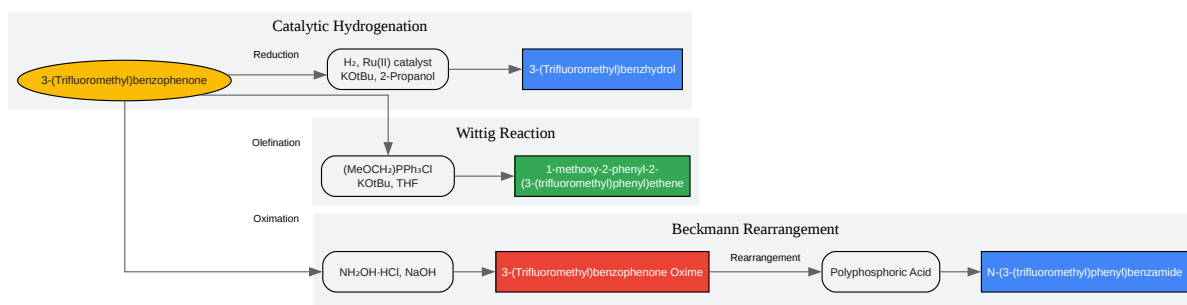 Catalytic Hydrogenation
Reduction
3-(Trifluoromethyl)benzophenone
H₂, Ru(II) catalyst
KOtBu, 2-Propanol
3-(Trifluoromethyl)benzhydrol
Wittig Reaction
Olefination
(MeOCH₂)PPh₃Cl
KOtBu, THF
1-methoxy-2-phenyl-2-
(3-(trifluoromethyl)phenyl)ethene
Oximation
Beckmann Rearrangement
NH₂OH·HCl, NaOH
3-(Trifluoromethyl)benzophenone Oxime
Rearrangement
Polyphosphoric Acid
N-(3-(trifluoromethyl)phenyl)benzamide